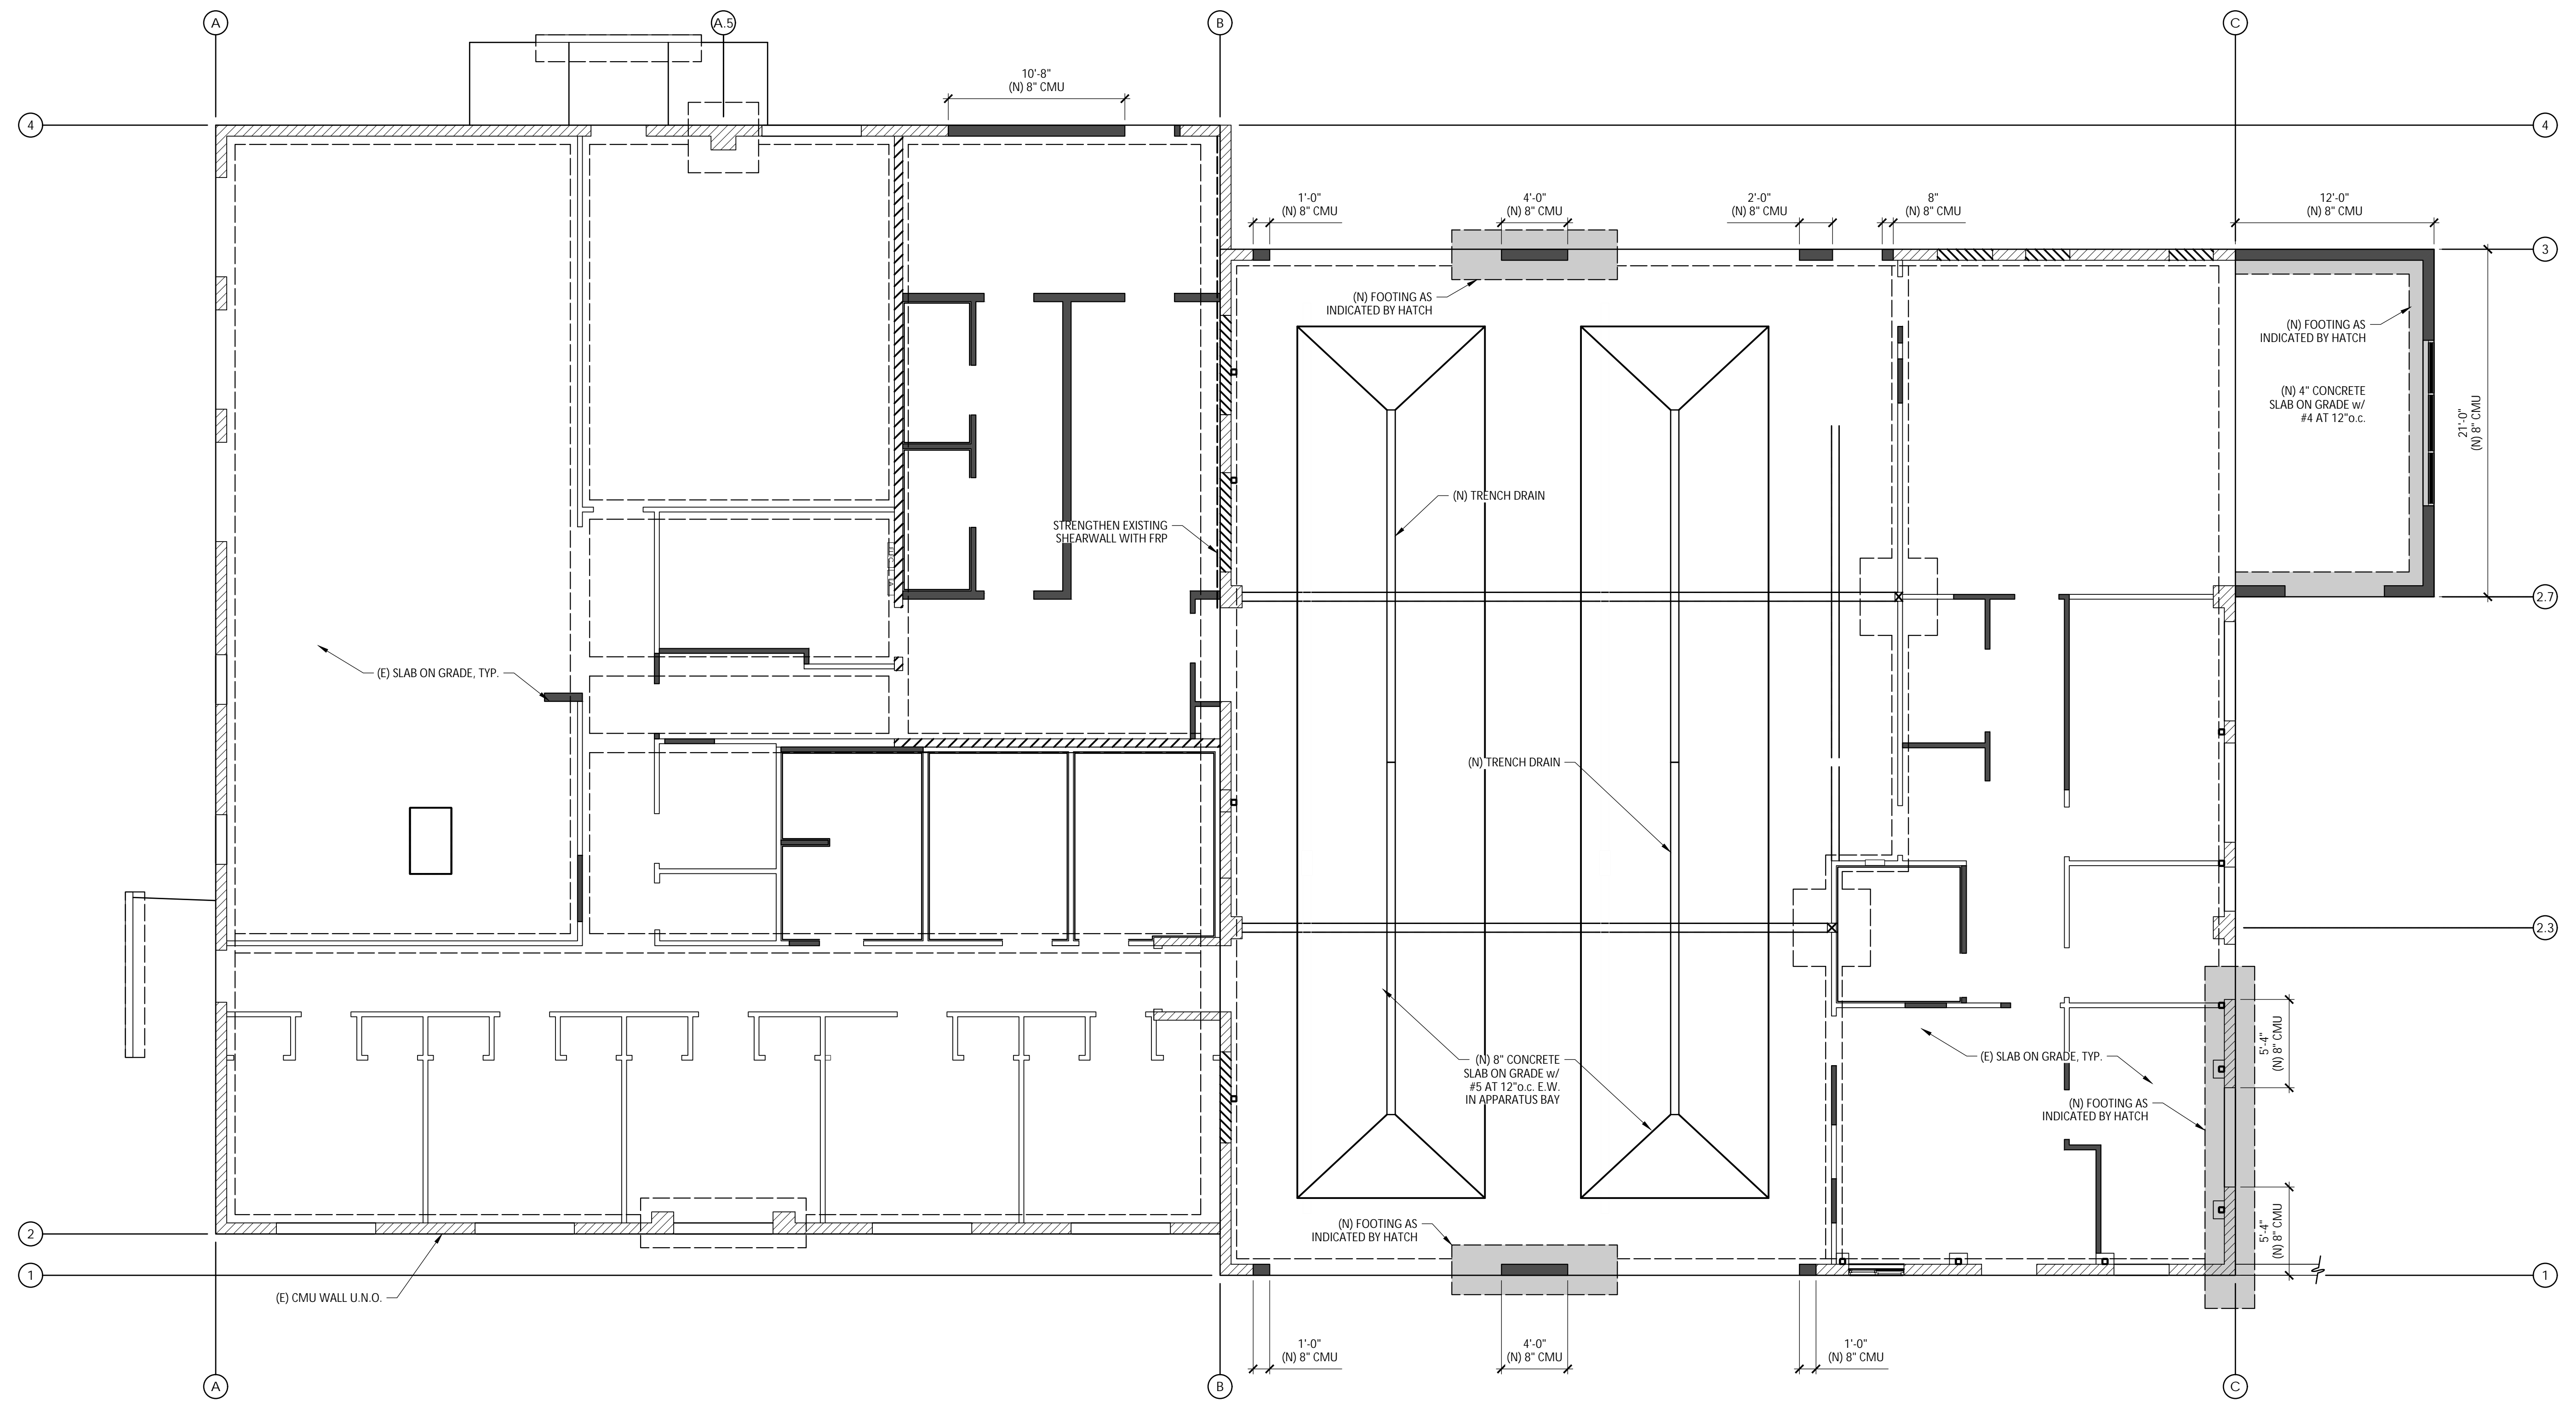 A
A.5
B
C
10'-8"
(N) 8" CMU
4
4
1'-0"
(N) 8" CMU
4'-0"
(N) 8" CMU
2'-0"
(N) 8" CMU
8"
(N) 8" CMU
12'-0"
(N) 8" CMU
3
(N) FOOTING AS
INDICATED BY HATCH
(N) FOOTING AS
INDICATED BY HATCH
(N) 4" CONCRETE
SLAB ON GRADE w/
#4 AT 12"o.c.
21'-0"
(N) 8" CMU
(N) TRENCH DRAIN
STRENGTHEN EXISTING
SHEARWALL WITH FRP
2.7
(E) SLAB ON GRADE, TYP.
(N) TRENCH DRAIN
2.3
(N) 8" CONCRETE
SLAB ON GRADE w/
#5 AT 12"o.c. E.W.
IN APPARATUS BAY
(E) SLAB ON GRADE, TYP.
5'-4"
(N) 8" CMU
(N) FOOTING AS
INDICATED BY HATCH
(N) FOOTING AS
INDICATED BY HATCH
5'-4"
(N) 8" CMU
2
1
1
(E) CMU WALL U.N.O.
1'-0"
(N) 8" CMU
4'-0"
(N) 8" CMU
1'-0"
(N) 8" CMU
A
B
C